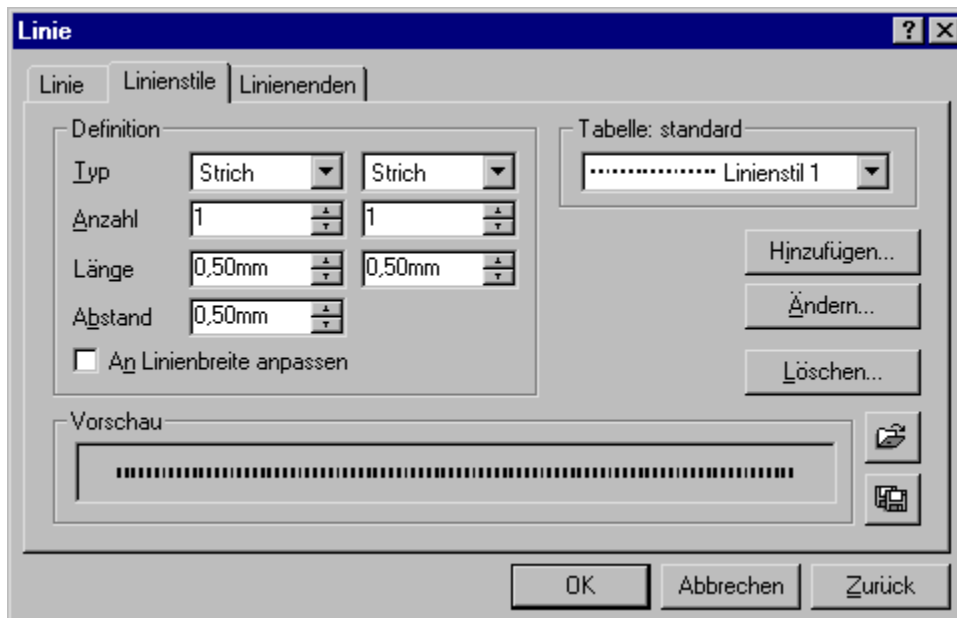 Linie
Linie Linienstile Linienenden
Definition
Typ Strich Strich
Anzahl 1 1
Länge 0,50mm 0,50mm
Abstand 0,50mm
An Linienbreite anpassen
Tabelle: standard
Linienstil 1
Hinzufügen...
Ändern...
Löschen...
Vorschau
OK Abbrechen Zurück